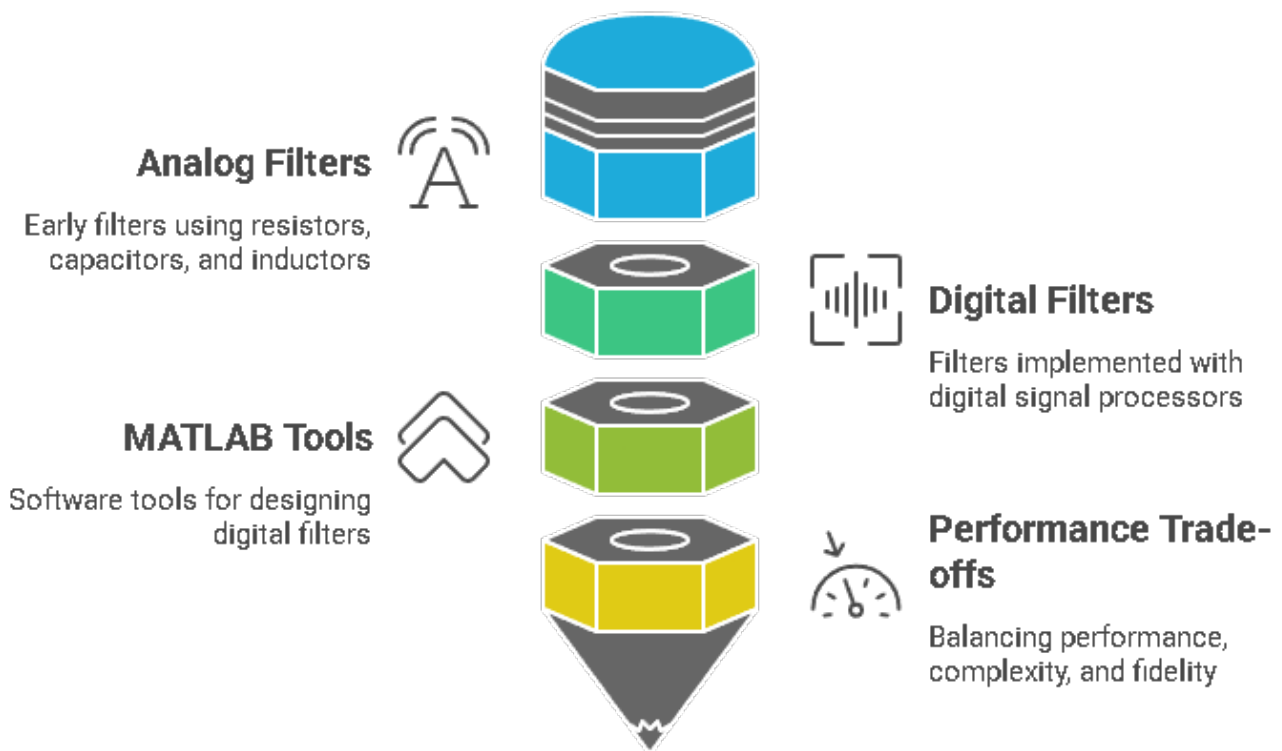 Analog Filters
Early filters using resistors,
capacitors, and inductors
Digital Filters
Filters implemented with
digital signal processors
MATLAB Tools
Software tools for designing
digital filters
Performance Trade-
offs
Balancing performance,
complexity, and fidelity